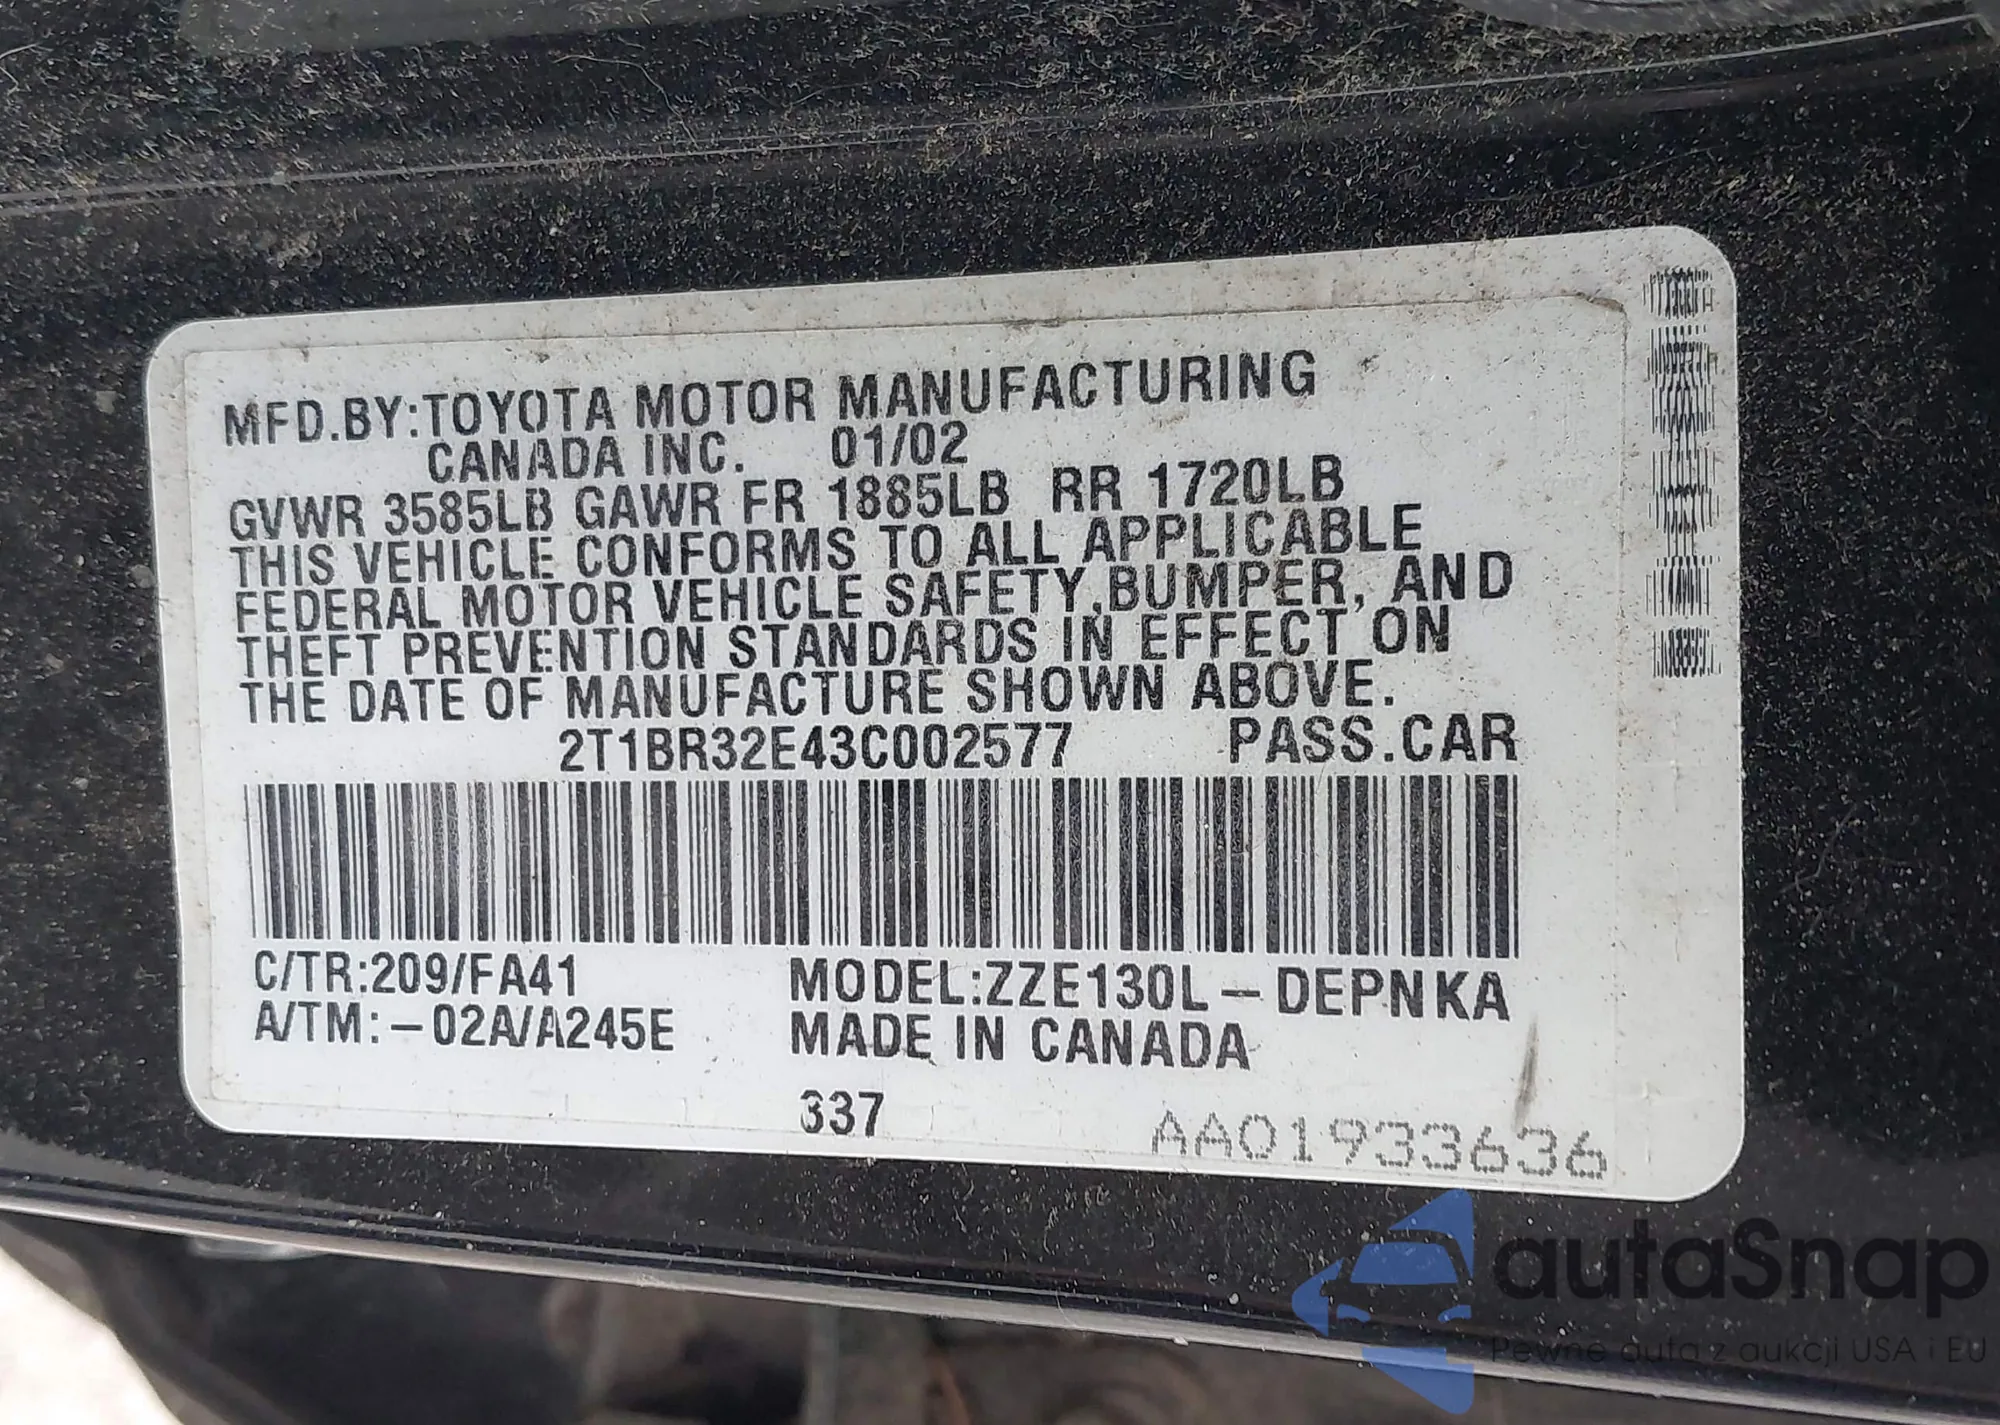 MFD.BY:TOYOTA MOTOR MANUFACTURING
CANADA INC. 01/02
GVWR 3585LB GAWR FR 1885LB RR 1720LB
THIS VEHICLE CONFORMS TO ALL APPLICABLE
FEDERAL MOTOR VEHICLE SAFETY,BUMPER, AND
THEFT PREVENTION STANDARDS IN EFFECT ON
THE DATE OF MANUFACTURE SHOWN ABOVE.
2T1BR32E43C002577 PASS.CAR
C/TR:209/FA41 MODEL:ZZE130L-DEPNKA
A/TM:-02A/A245E MADE IN CANADA
337
AA01933636
autaSnap
Pewne auta z aukcji USA i EU